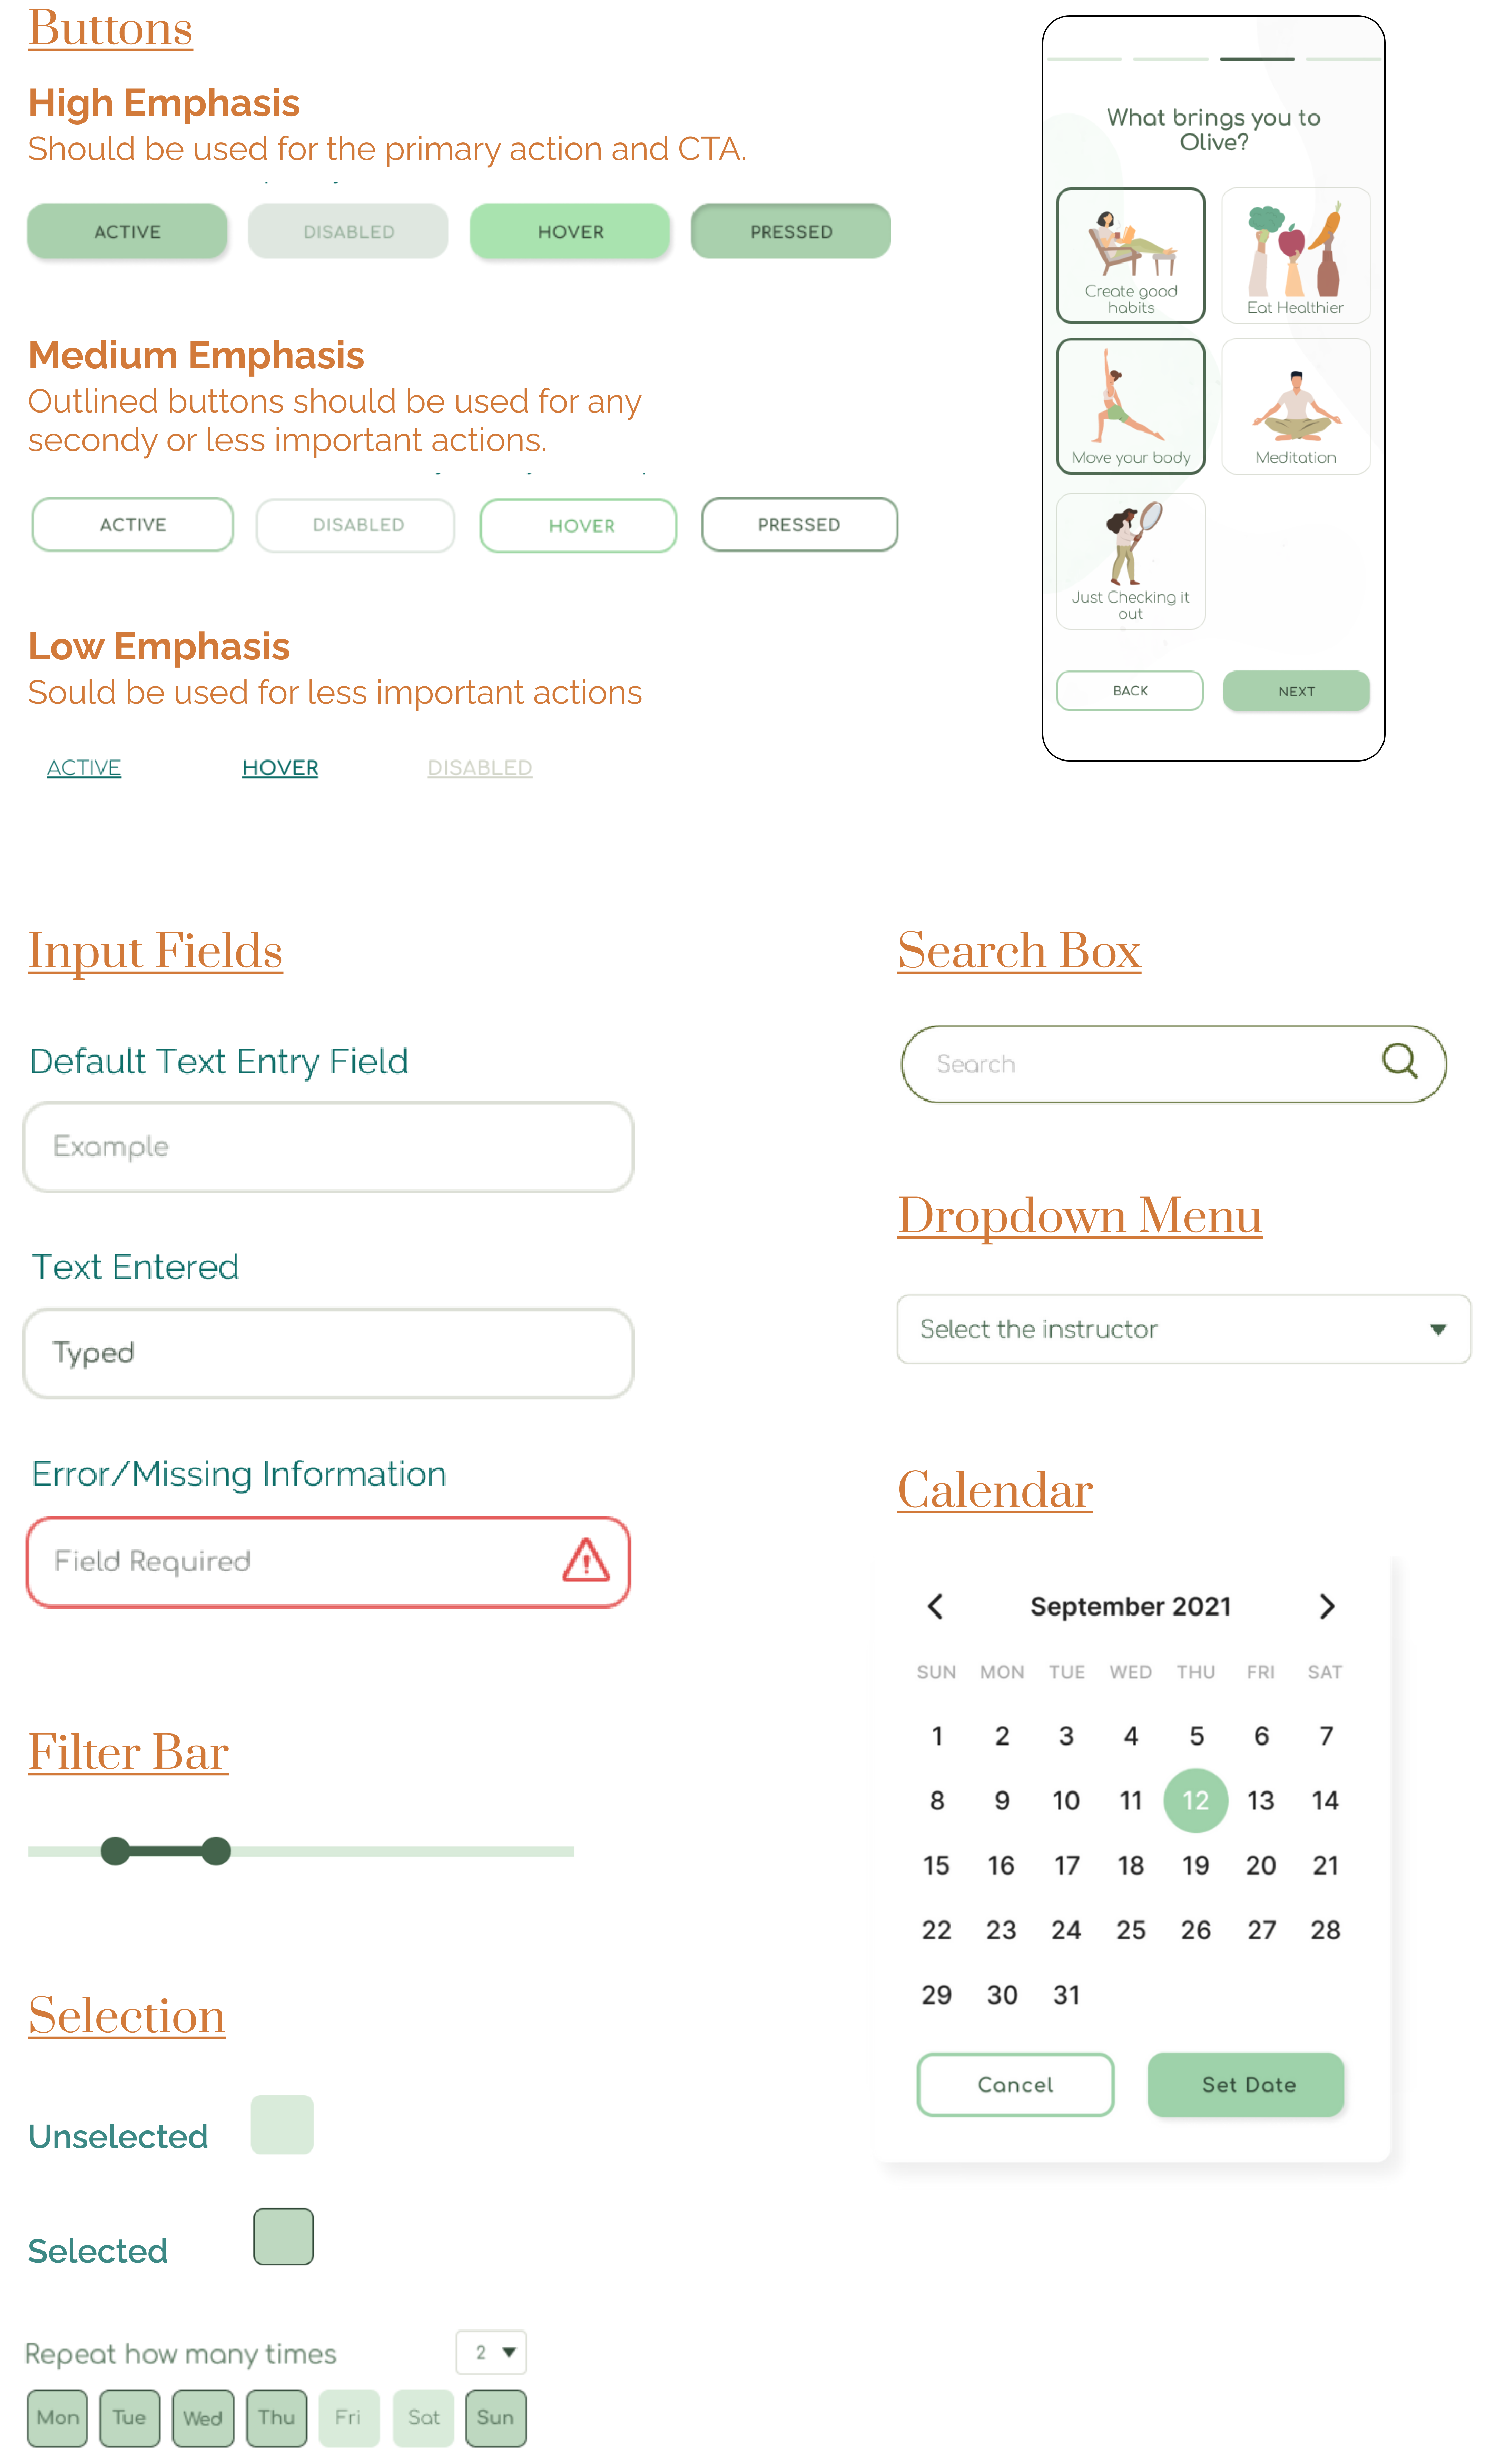 Buttons
High Emphasis
Should be used for the primary action and CTA.
ACTIVE DISABLED HOVER PRESSED
Medium Emphasis
Outlined buttons should be used for any
secondy or less important actions.
ACTIVE DISABLED HOVER PRESSED
Low Emphasis
Sould be used for less important actions
ACTIVE HOVER DISABLED
What brings you to
Olive?
Create good
habits
Eat Healthier
Move your body
Meditation
Just Checking it
out
BACK NEXT
Input Fields
Default Text Entry Field
Example
Text Entered
Typed
Error/Missing Information
Field Required
Filter Bar
Selection
Unselected
Selected
Repeat how many times 2
Mon Tue Wed Thu Fri Sat Sun
Search Box
Search
Dropdown Menu
Select the instructor
Calendar
September 2021
SUN MON TUE WED THU FRI SAT
1 2 3 4 5 6 7
8 9 10 11 12 13 14
15 16 17 18 19 20 21
22 23 24 25 26 27 28
29 30 31
Cancel Set Date